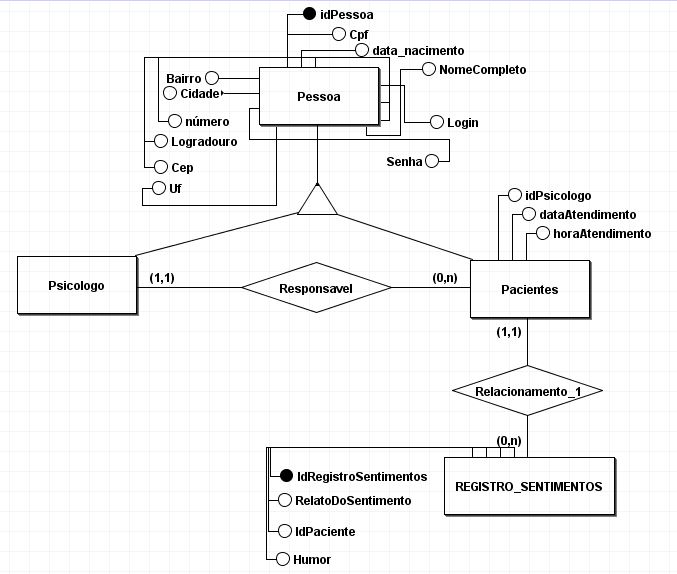 idPessoa
Cpf
data_nacimento
NomeCompleto
Bairro
Cidade
Pessoa
número
Login
Logradouro
Senha
Cep
Uf
idPsicologo
dataAtendimento
horaAtendimento
(1,1)
(0,n)
Psicologo
Responsavel
Pacientes
(1,1)
Relacionamento_1
(0,n)
IdRegistroSentimentos
REGISTRO_SENTIMENTOS
RelatoDoSentimento
IdPaciente
Humor